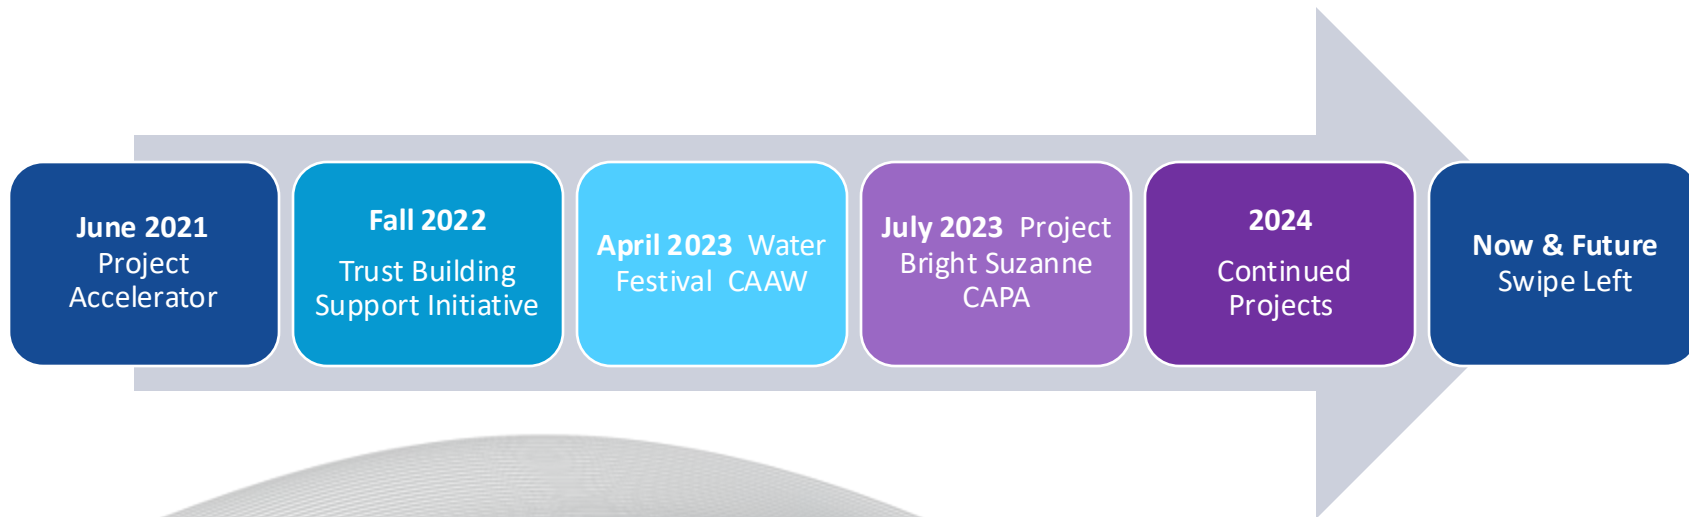 June 2021
Project
Accelerator
Fall 2022
Trust Building
Support Initiative
April 2023 Water
Festival CAAW
July 2023 Project
Bright Suzanne
CAPA
2024
Continued
Projects
Now & Future
Swipe Left